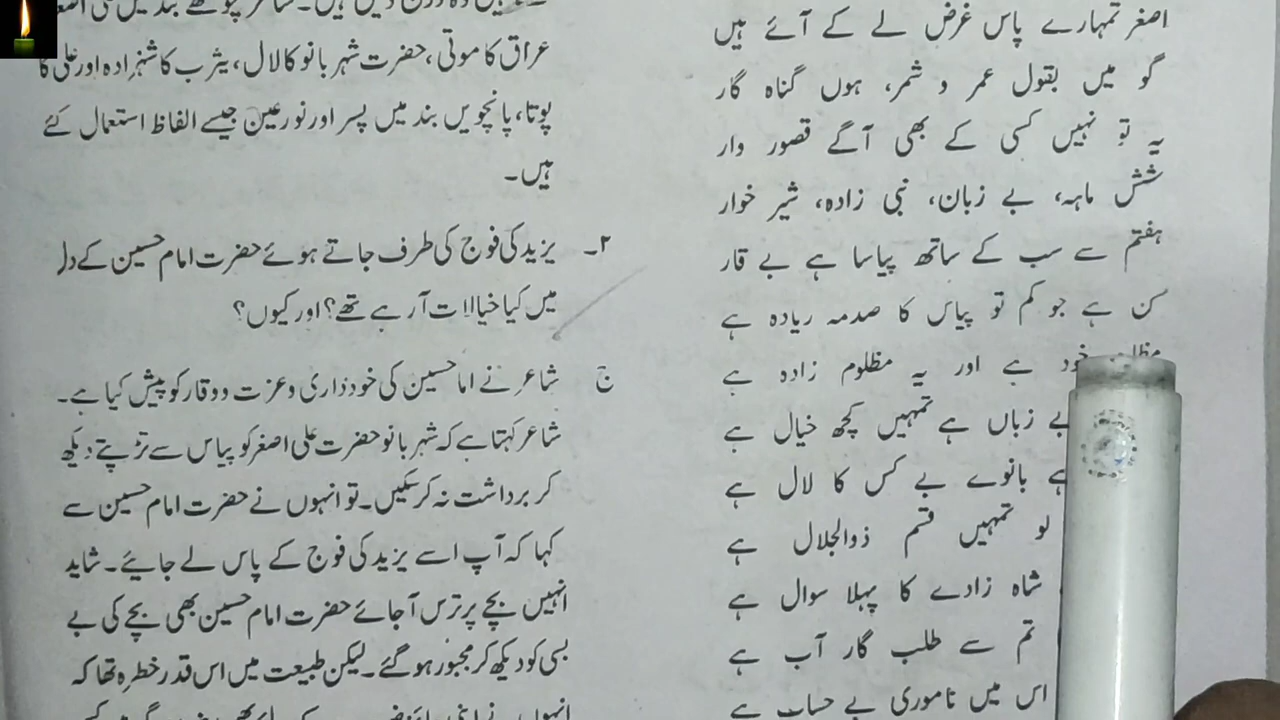 اصغر تمہارے پاس غرض لے کے آئے ہیں
گو میں بقول عمر و شمر، ہوں گناہ گار
یہ تو نہیں کسی کے بھی آگے قصور وار
شش ماہہ، بے زبان، نبی زادہ، شیر خوار
ہفتم سے سب کے ساتھ پیاسا ہے بے قرار
سن ہے جو کم تو پیاس کا صدمہ زیادہ ہے
خود ہے اور یہ مظلوم زادہ ہے
بے زباں ہے تمہیں کچھ خیال ہے
ہے بانوے بے کس کا لال ہے
لو تمہیں قسم ذوالجلال ہے
شاہ زادے کا پہلا سوال ہے
تم سے طلب گار آب ہے
اس میں ناموری بے حساب ہے
عراق کا موتی، حضرت شہر بانو کا لال، یثرب کا شہزادہ اور علی کا
پوتا، پانچویں بند میں پسر اور نورعین جیسے الفاظ استعمال کئے
ہیں۔
۲۔ یزید کی فوج کی طرف جاتے ہوئے حضرت امام حسین کے دل
میں کیا خیالات آرہے تھے؟ اور کیوں؟
ج شاعر نے اما حسین کی خودداری و عزت و وقار کو پیش کیا ہے۔
شاعر کہتا ہے کہ شہر بانو حضرت علی اصغر کو پیاس سے تڑپتے دیکھ
کر برداشت نہ کرسکیں۔ تو انہوں نے حضرت امام حسین سے
کہا کہ آپ اسے یزید کی فوج کے پاس لے جائیے۔ شاید
انہیں بچے پر ترس آجائے حضرت امام حسین بھی بچے کی بے
بسی کو دیکھ کر مجبور ہوگئے۔ لیکن طبیعت میں اس قدر خطرہ تھا کہ